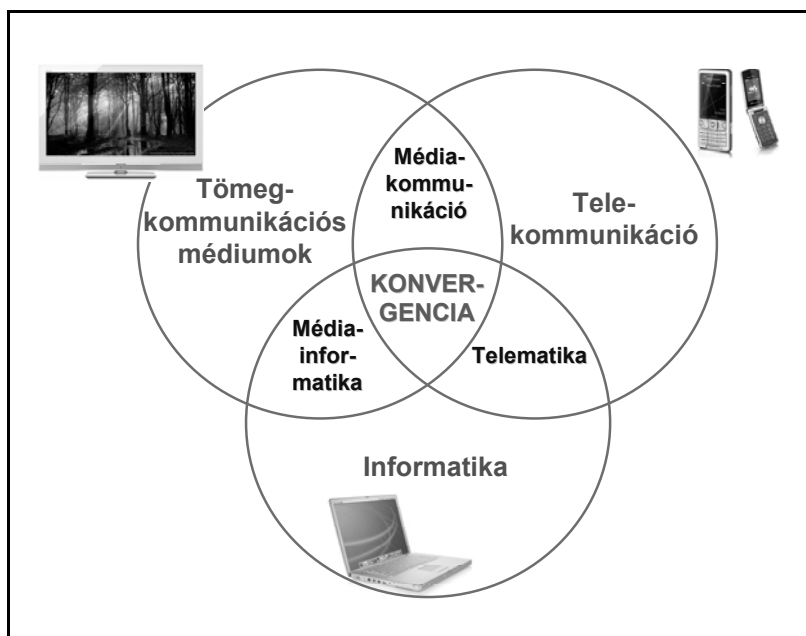 Média-
kommu-
nikáció
Tömeg-
kommunikációs
médiumok
Tele-
kommunikáció
KONVER-
GENCIA
Média-
infor-
matika
Telematika
Informatika